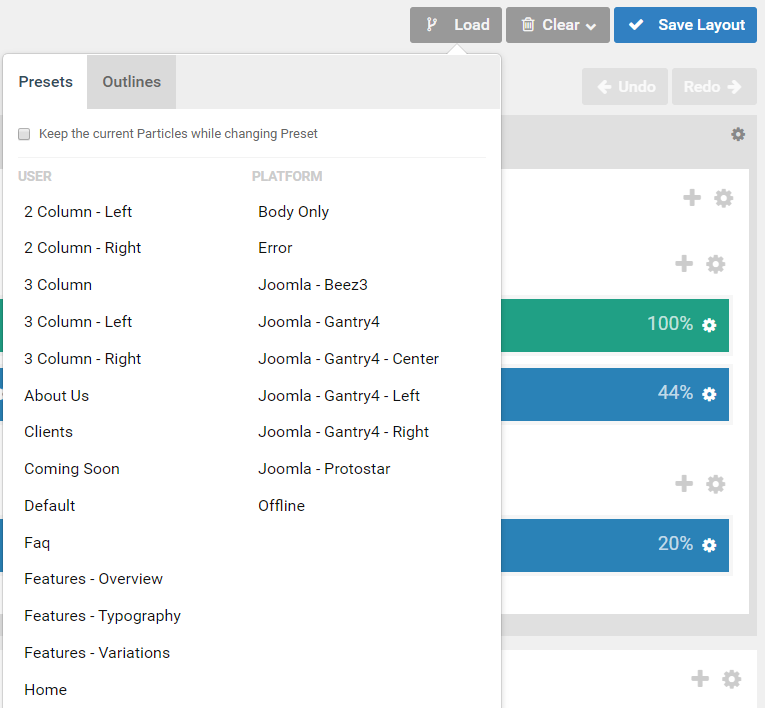 Load
Clear
Save Layout
Presets
Outlines
Undo
Redo
Keep the current Particles while changing Preset
USER
2 Column - Left
2 Column - Right
3 Column
3 Column - Left
3 Column - Right
About Us
Clients
Coming Soon
Default
Faq
Features - Overview
Features - Typography
Features - Variations
Home
PLATFORM
Body Only
Error
Joomla - Beez3
Joomla - Gantry4
Joomla - Gantry4 - Center
Joomla - Gantry4 - Left
Joomla - Gantry4 - Right
Joomla - Protostar
Offline
100%
44%
20%